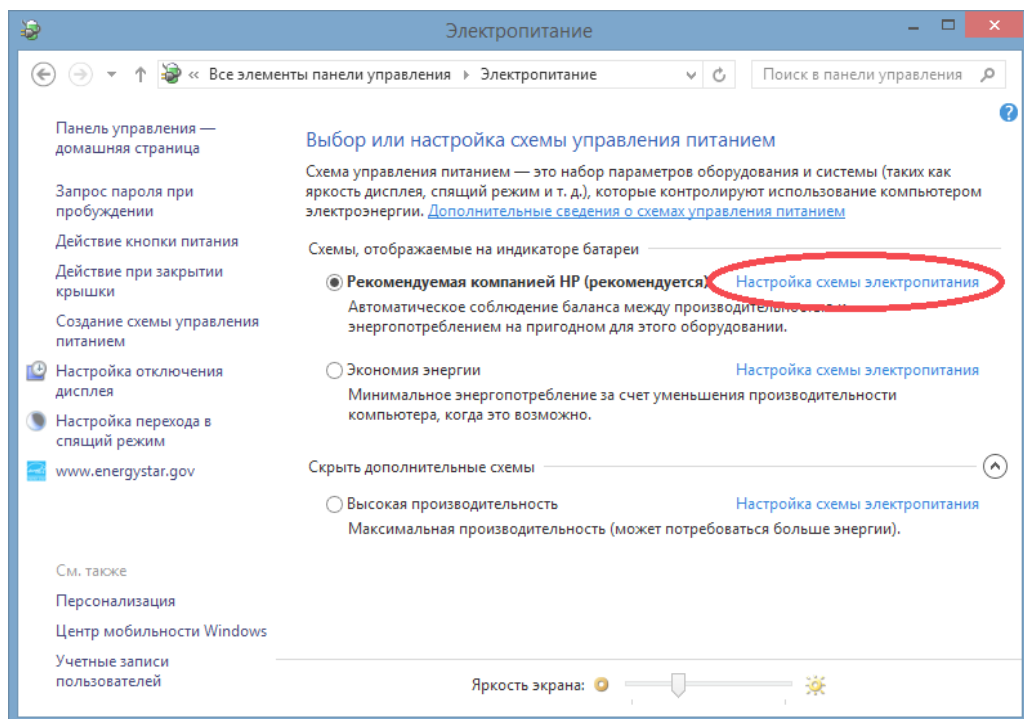 Электропитание
« Все элементы панели управления Электропитание
Поиск в панели управления
Панель управления —
домашняя страница
Запрос пароля при
пробуждении
Действие кнопки питания
Действие при закрытии
крышки
Создание схемы управления
питанием
Настройка отключения
дисплея
Настройка перехода в
спящий режим
www.energystar.gov
См. также
Персонализация
Центр мобильности Windows
Учетные записи
пользователей
?
Выбор или настройка схемы управления питанием
Схема управления питанием — это набор параметров оборудования и системы (таких как
яркость дисплея, спящий режим и т. д.), которые контролируют использование компьютером
электроэнергии. Дополнительные сведения о схемах управления питанием
Схемы, отображаемые на индикаторе батареи
Рекомендуемая компанией HP (рекомендуется) Настройка схемы электропитания
Автоматическое соблюдение баланса между производительностью и
энергопотреблением на пригодном для этого оборудовании.
Экономия энергии Настройка схемы электропитания
Минимальное энергопотребление за счет уменьшения производительности
компьютера, когда это возможно.
Скрыть дополнительные схемы
Высокая производительность Настройка схемы электропитания
Максимальная производительность (может потребоваться больше энергии).
Яркость экрана: